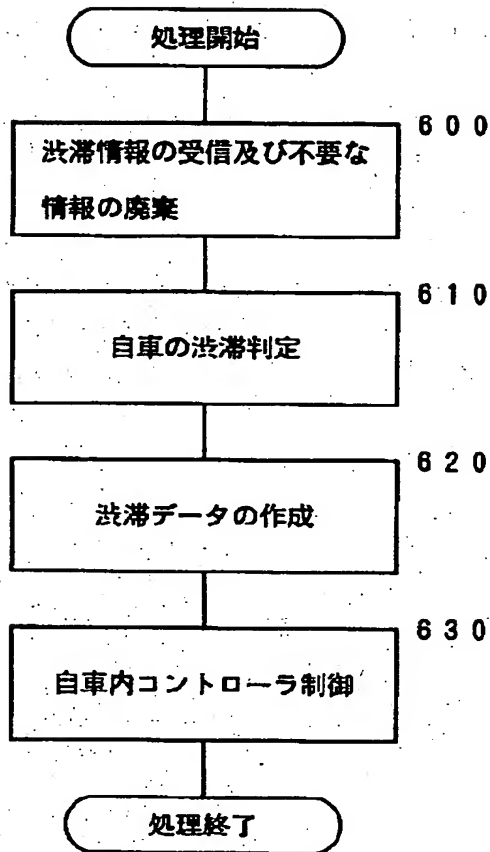 処理開始
600
渋滞情報の受信及び不要な
情報の廃棄
610
自車の渋滞判定
620
渋滞データの作成
630
自車内コントローラ制御
処理終了